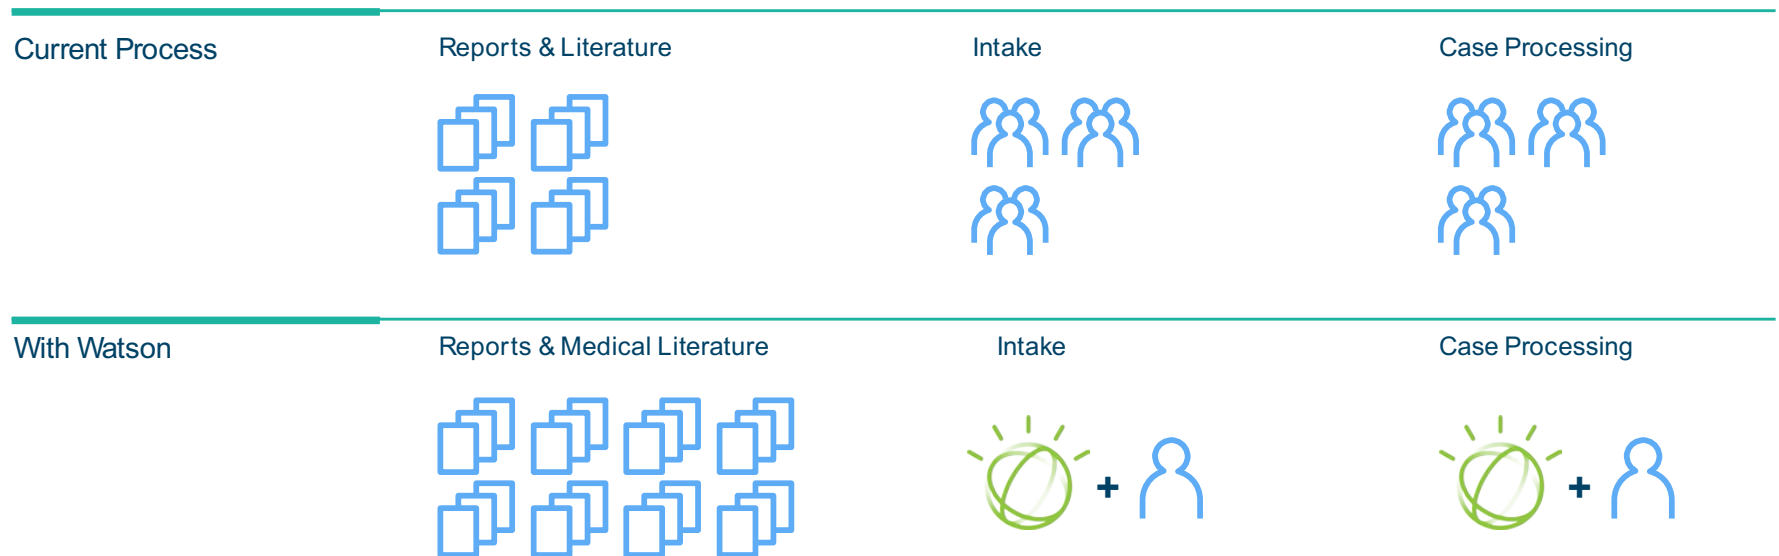 Current Process
Reports & Literature
Intake
Case Processing
With Watson
Reports & Medical Literature
Intake
Case Processing
+
+